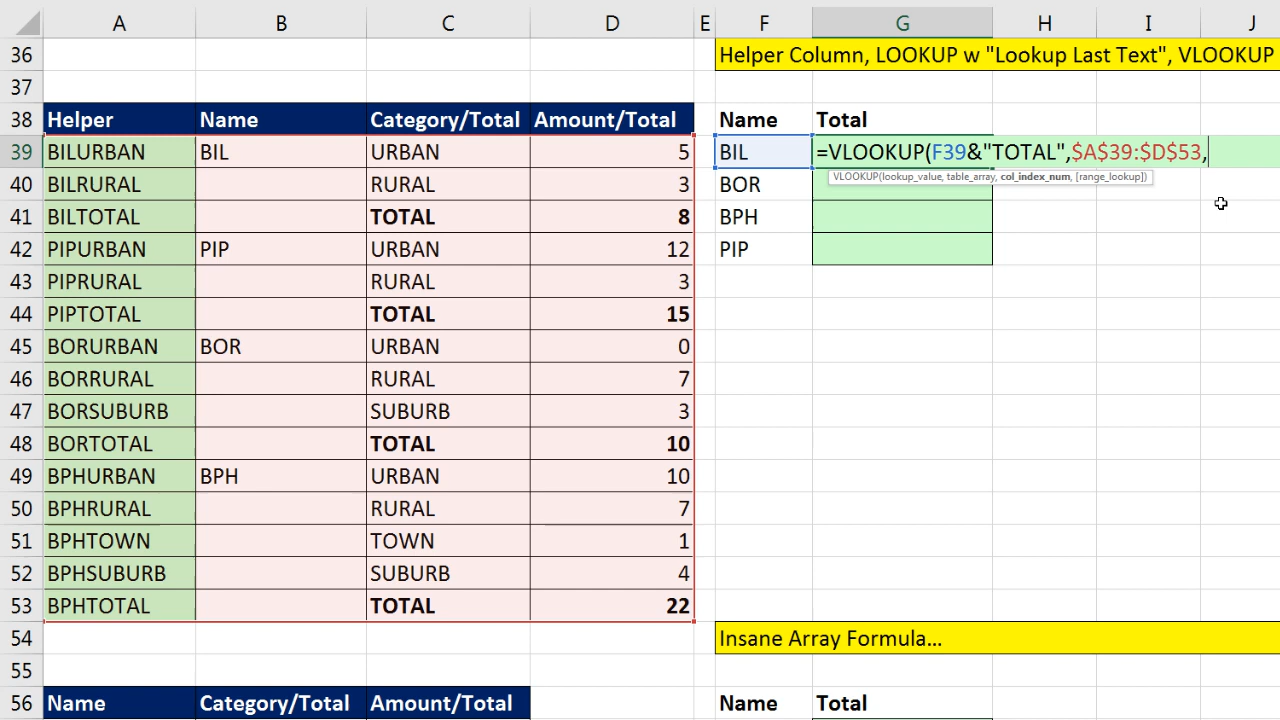 A B C D E F G H I J
36 Helper Column, LOOKUP w "Lookup Last Text", VLOOKUP
37
38 Helper Name Category/Total Amount/Total Name Total
39 BILURBAN BIL URBAN 5 BIL =VLOOKUP(F39&"TOTAL",$A$39:$D$53,
VLOOKUP(lookup_value, table_array, col_index_num, [range_lookup])
40 BILRURAL RURAL 3 BOR
41 BILTOTAL TOTAL 8 BPH
42 PIPURBAN PIP URBAN 12 PIP
43 PIPRURAL RURAL 3
44 PIPTOTAL TOTAL 15
45 BORURBAN BOR URBAN 0
46 BORRURAL RURAL 7
47 BORSUBURB SUBURB 3
48 BORTOTAL TOTAL 10
49 BPHURBAN BPH URBAN 10
50 BPHRURAL RURAL 7
51 BPHTOWN TOWN 1
52 BPHSUBURB SUBURB 4
53 BPHTOTAL TOTAL 22
54 Insane Array Formula...
55
56 Name Category/Total Amount/Total Name Total